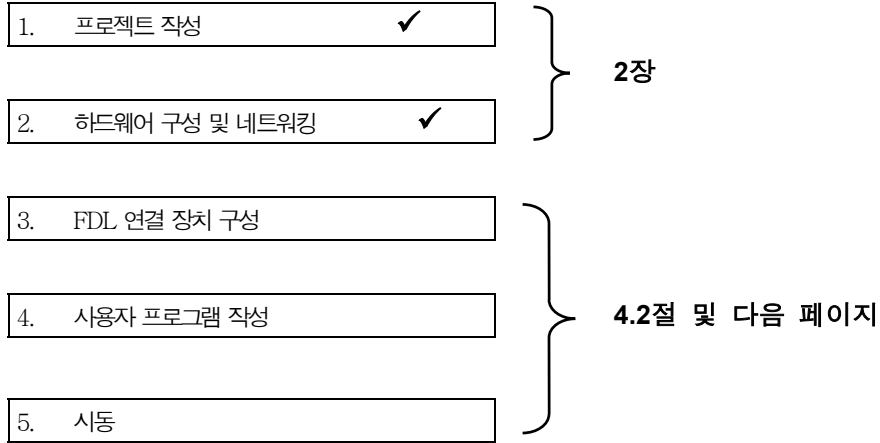 1. 프로젝트 작성 ✓
2장
2. 하드웨어 구성 및 네트워킹 ✓
3. FDL 연결 장치 구성
4. 사용자 프로그램 작성
4.2절 및 다음 페이지
5. 시동